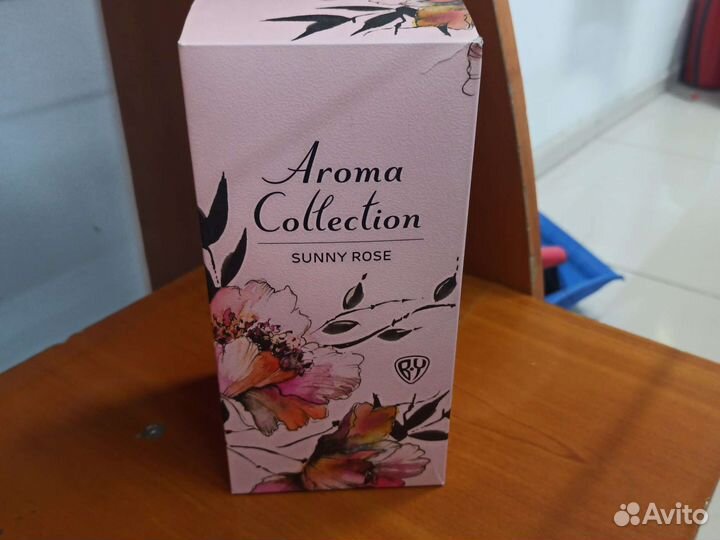 Aroma
Collection
SUNNY ROSE
B·Y
Avito